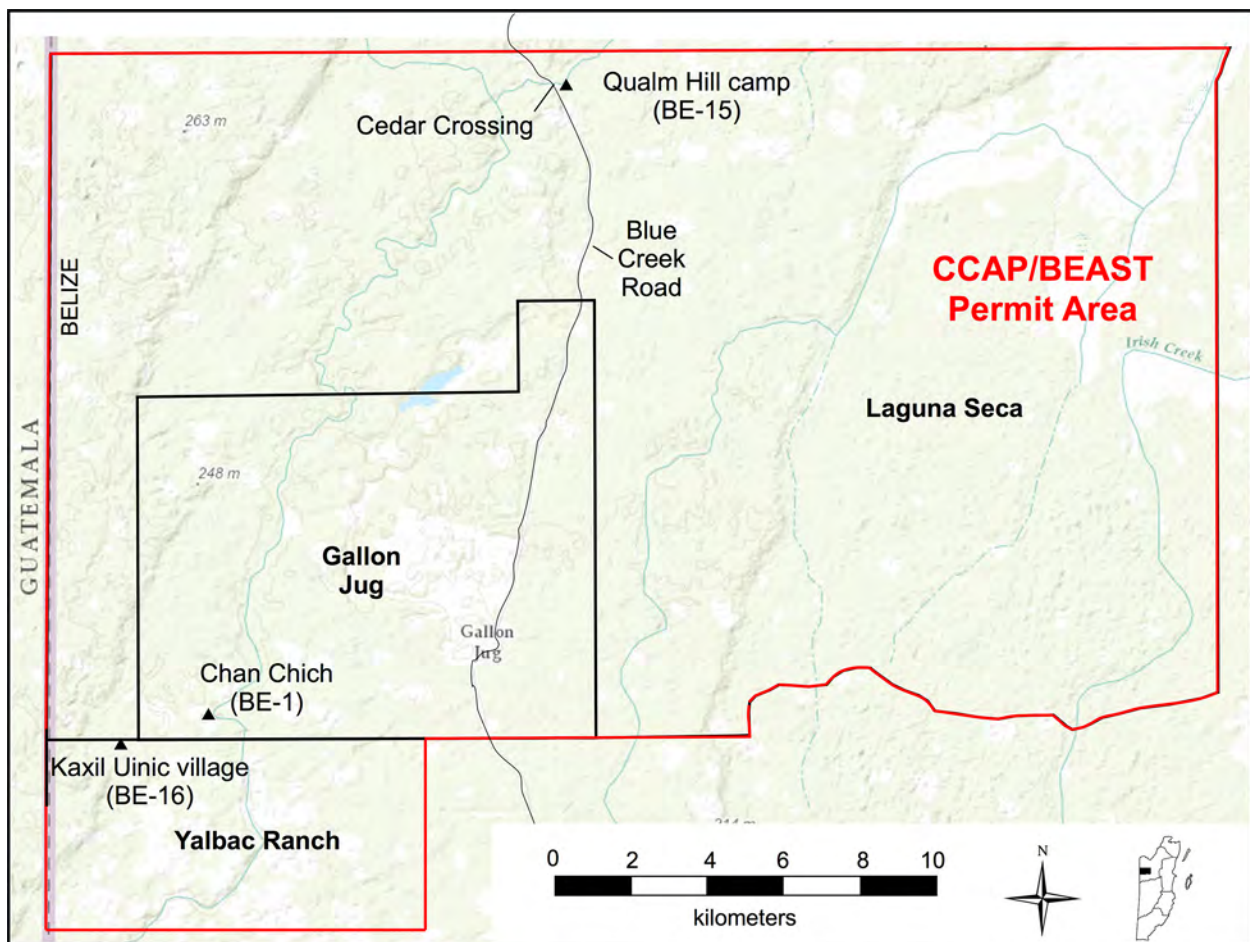 Qualm Hill camp
(BE-15)
Cedar Crossing
263 m
Blue
Creek
Road
BELIZE
CCAP/BEAST
Permit Area
Irish Creek
Laguna Seca
GUATEMALA
248 m
Gallon
Jug
Gallon
Jug
Chan Chich
(BE-1)
Kaxil Uinic village
(BE-16)
Yalbac Ranch
0 2 4 6 8 10
kilometers
N